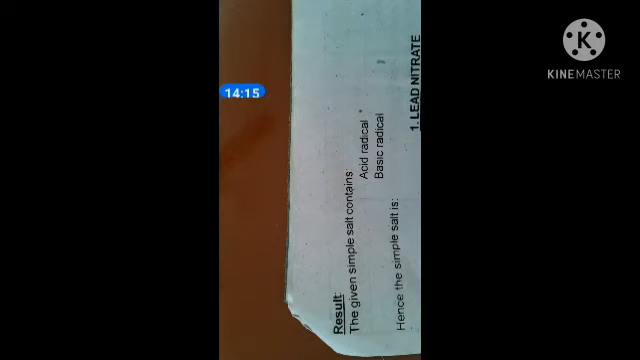 Result:
The given simple salt contains:
Acid radical
Basic radical
Hence the simple salt is:
1. LEAD NITRATE
14:15
KINEMASTER